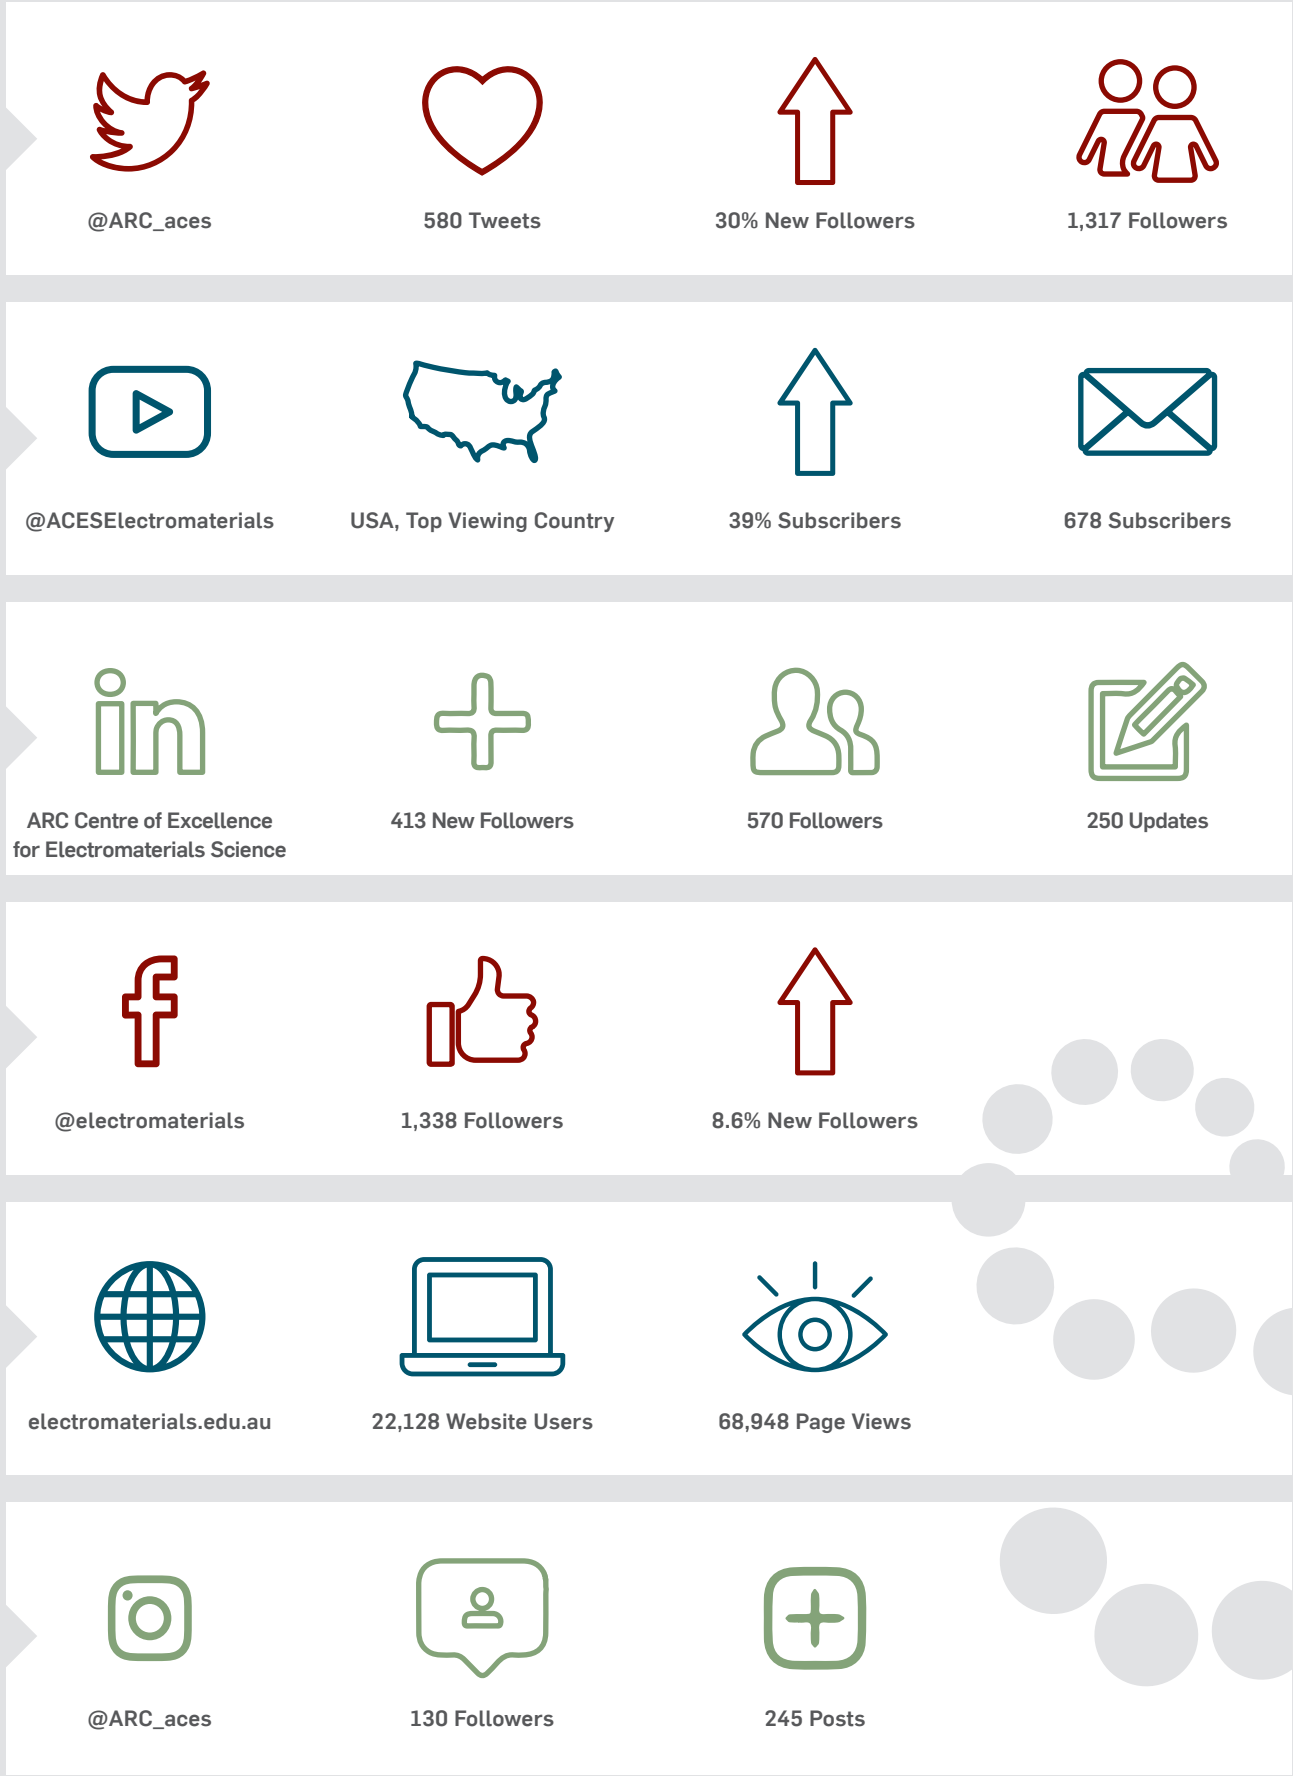 @ARC_aces
580 Tweets
30% New Followers
1,317 Followers
@ACESElectromaterials
USA, Top Viewing Country
39% Subscribers
678 Subscribers
in
ARC Centre of Excellence
for Electromaterials Science
413 New Followers
570 Followers
250 Updates
f
@electromaterials
1,338 Followers
8.6% New Followers
electromaterials.edu.au
22,128 Website Users
68,948 Page Views
@ARC_aces
130 Followers
245 Posts